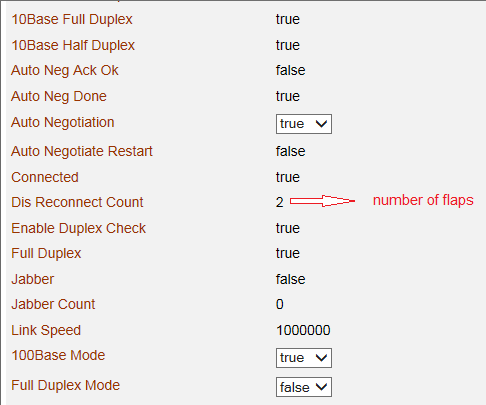 10Base Full Duplex true
10Base Half Duplex true
Auto Neg Ack Ok false
Auto Neg Done true
Auto Negotiation true
Auto Negotiate Restart false
Connected true
Dis Reconnect Count 2 number of flaps
Enable Duplex Check true
Full Duplex true
Jabber false
Jabber Count 0
Link Speed 1000000
100Base Mode true
Full Duplex Mode false